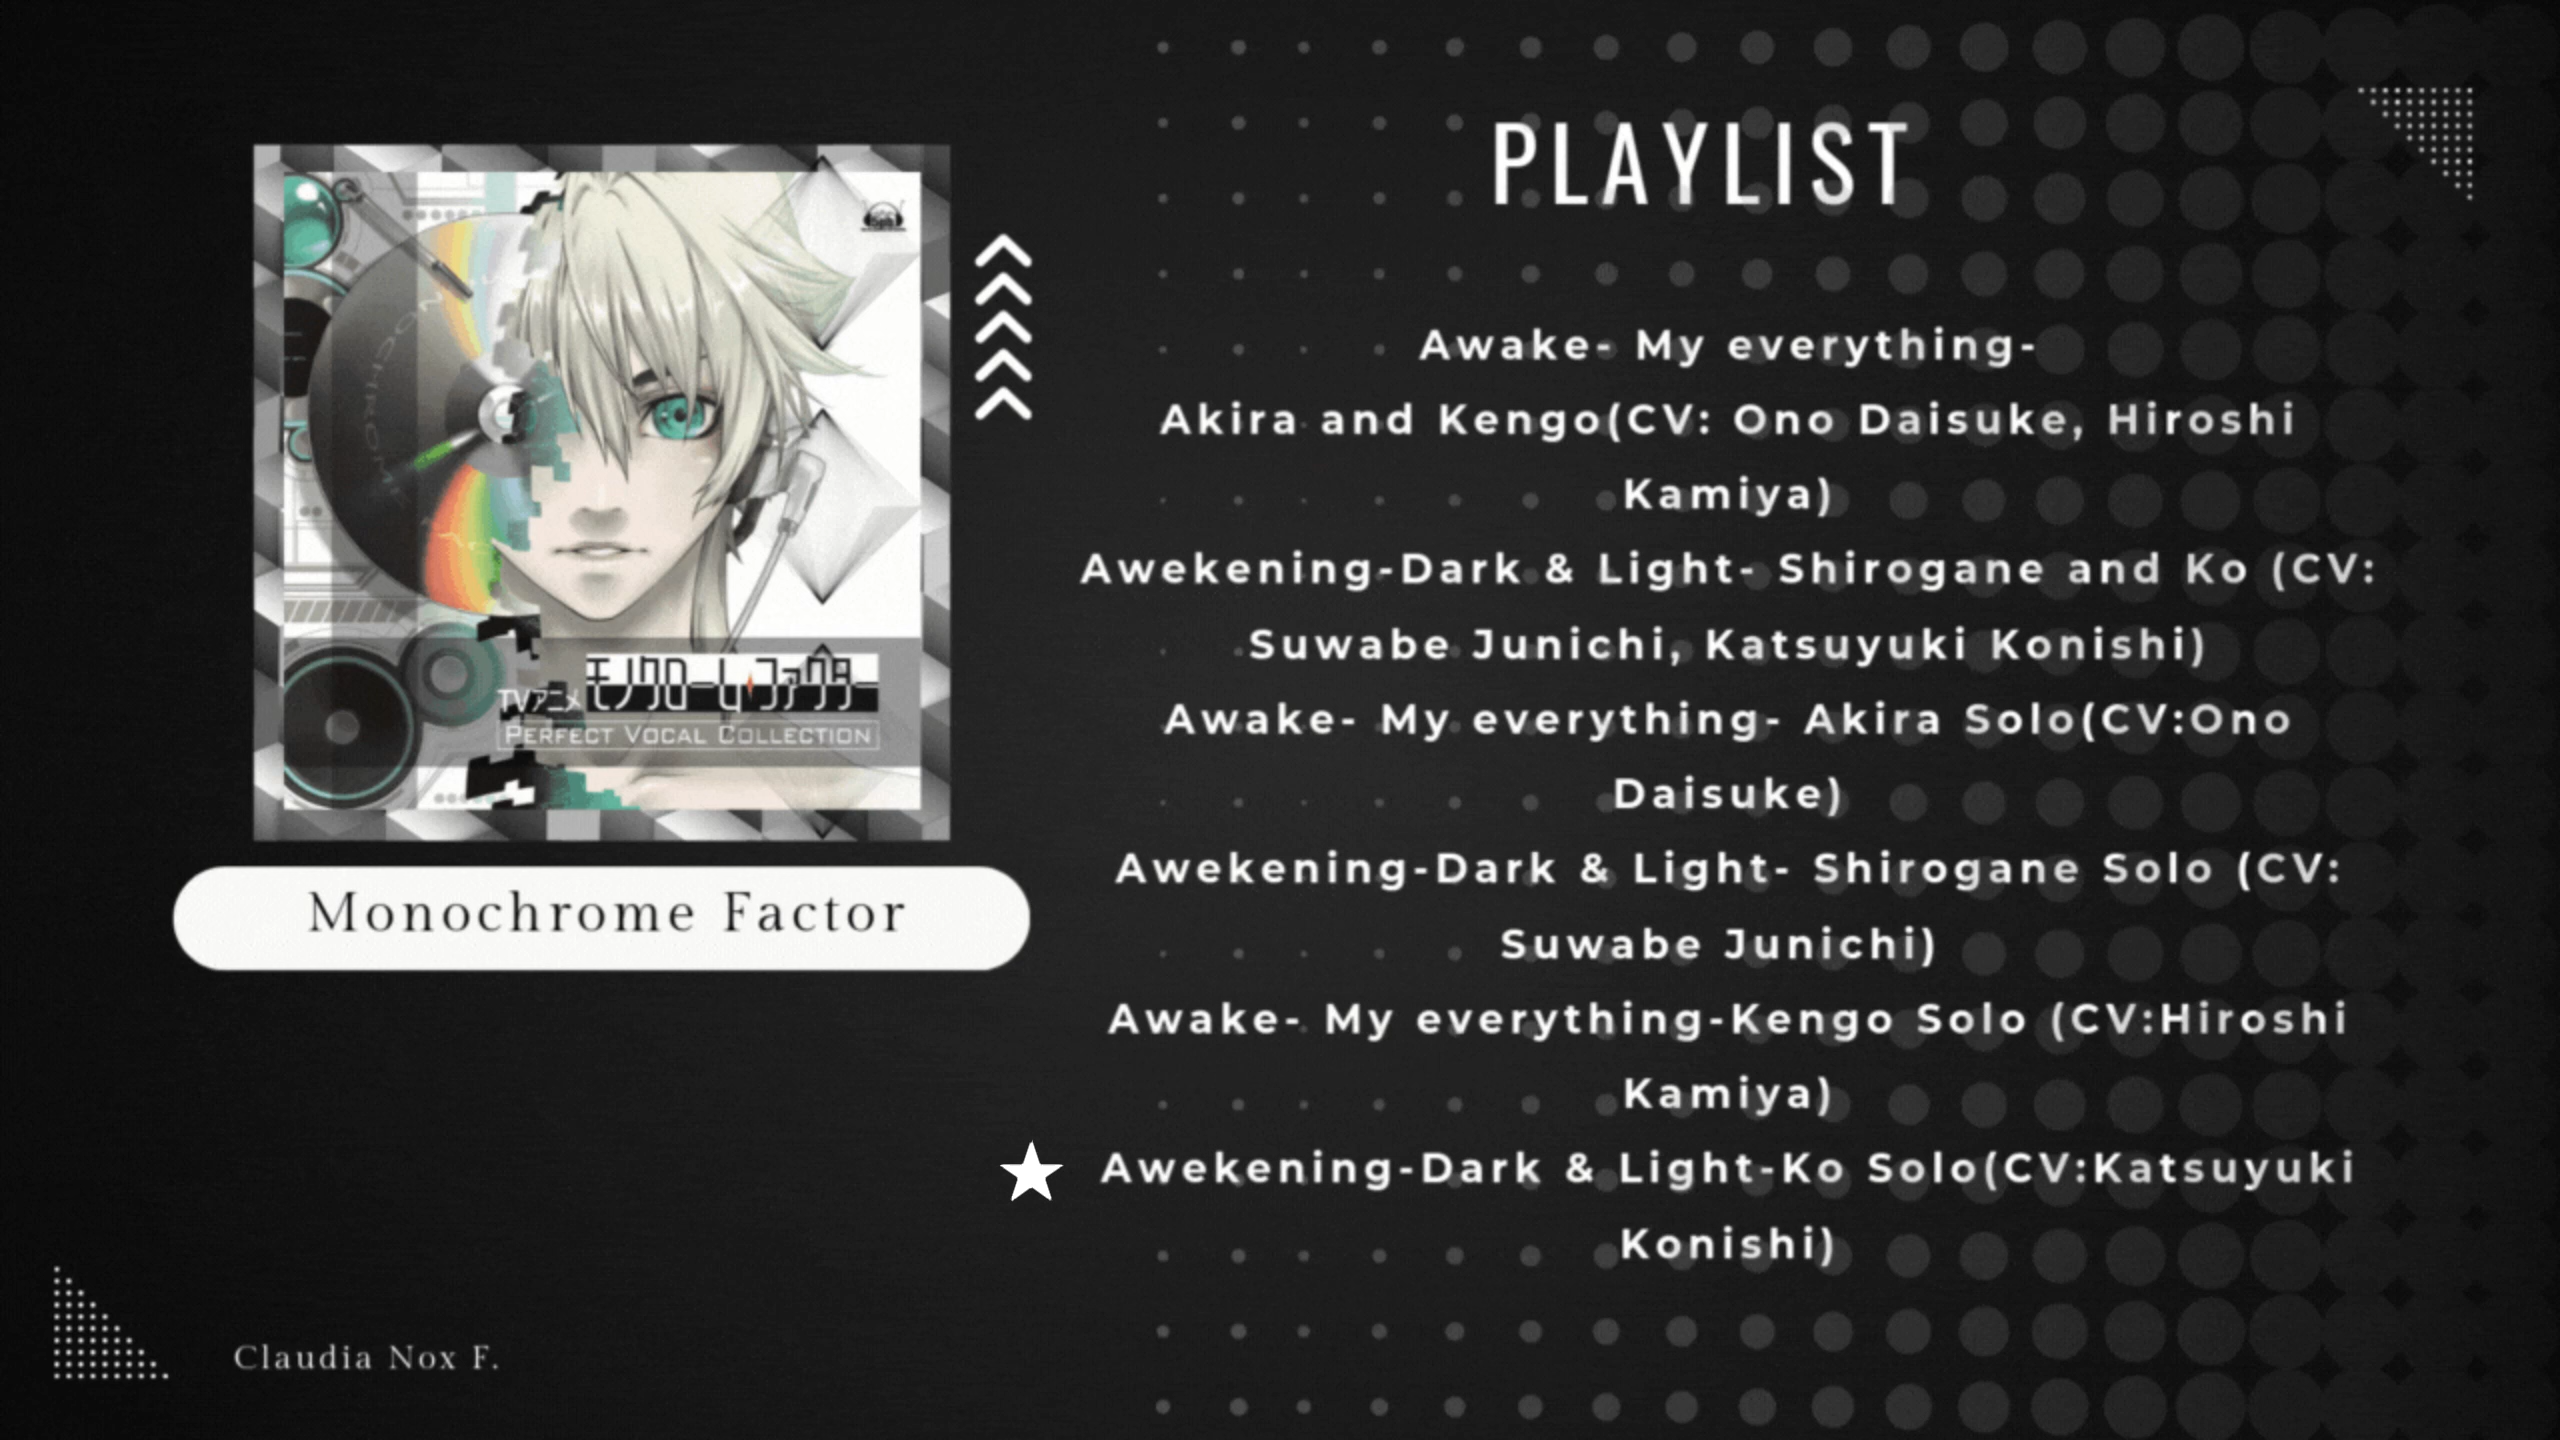 PLAYLIST
Awake- My everything-
Akira and Kengo(CV: Ono Daisuke, Hiroshi
Kamiya)
Awekening-Dark & Light- Shirogane and Ko (CV:
Suwabe Junichi, Katsuyuki Konishi)
Awake- My everything- Akira Solo(CV:Ono
Daisuke)
Awekening-Dark & Light- Shirogane Solo (CV:
Suwabe Junichi)
Awake- My everything-Kengo Solo (CV:Hiroshi
Kamiya)
Awekening-Dark & Light-Ko Solo(CV:Katsuyuki
Konishi)
TVアニメ モノクローム・ファクター
PERFECT VOCAL COLLECTION
Monochrome Factor
Claudia Nox F.